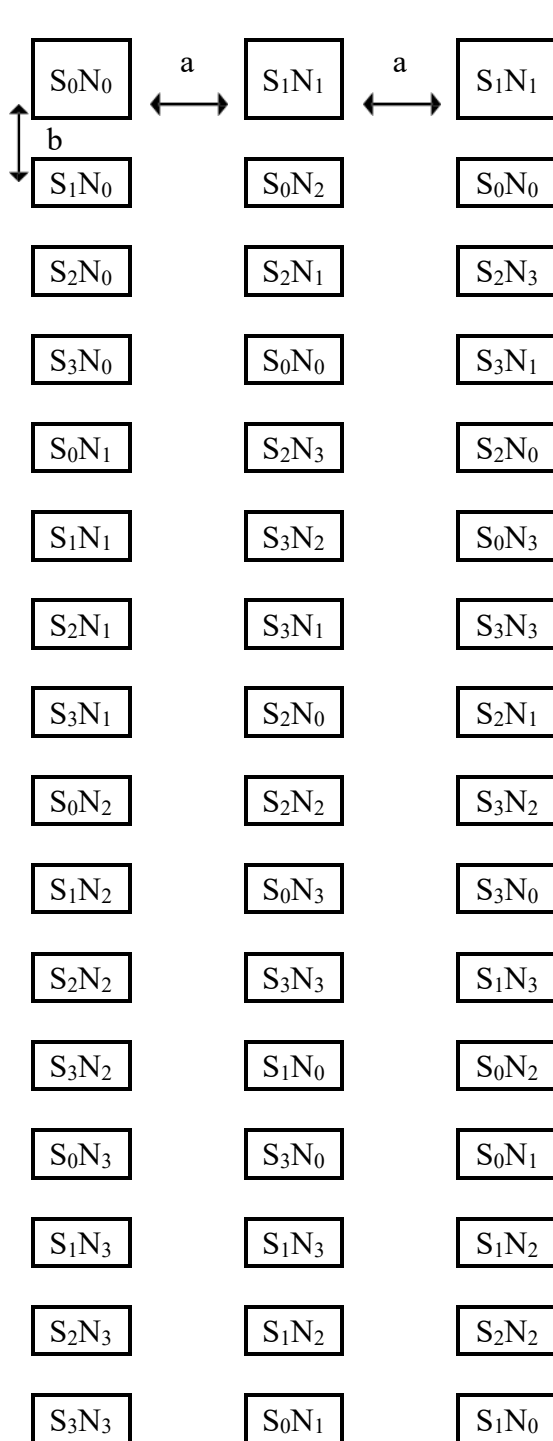 S₀N₀ a S₁N₁ a S₁N₁
b
S₁N₀ S₀N₂ S₀N₀
S₂N₀ S₂N₁ S₂N₃
S₃N₀ S₀N₀ S₃N₁
S₀N₁ S₂N₃ S₂N₀
S₁N₁ S₃N₂ S₀N₃
S₂N₁ S₃N₁ S₃N₃
S₃N₁ S₂N₀ S₂N₁
S₀N₂ S₂N₂ S₃N₂
S₁N₂ S₀N₃ S₃N₀
S₂N₂ S₃N₃ S₁N₃
S₃N₂ S₁N₀ S₀N₂
S₀N₃ S₃N₀ S₀N₁
S₁N₃ S₁N₃ S₁N₂
S₂N₃ S₁N₂ S₂N₂
S₃N₃ S₀N₁ S₁N₀